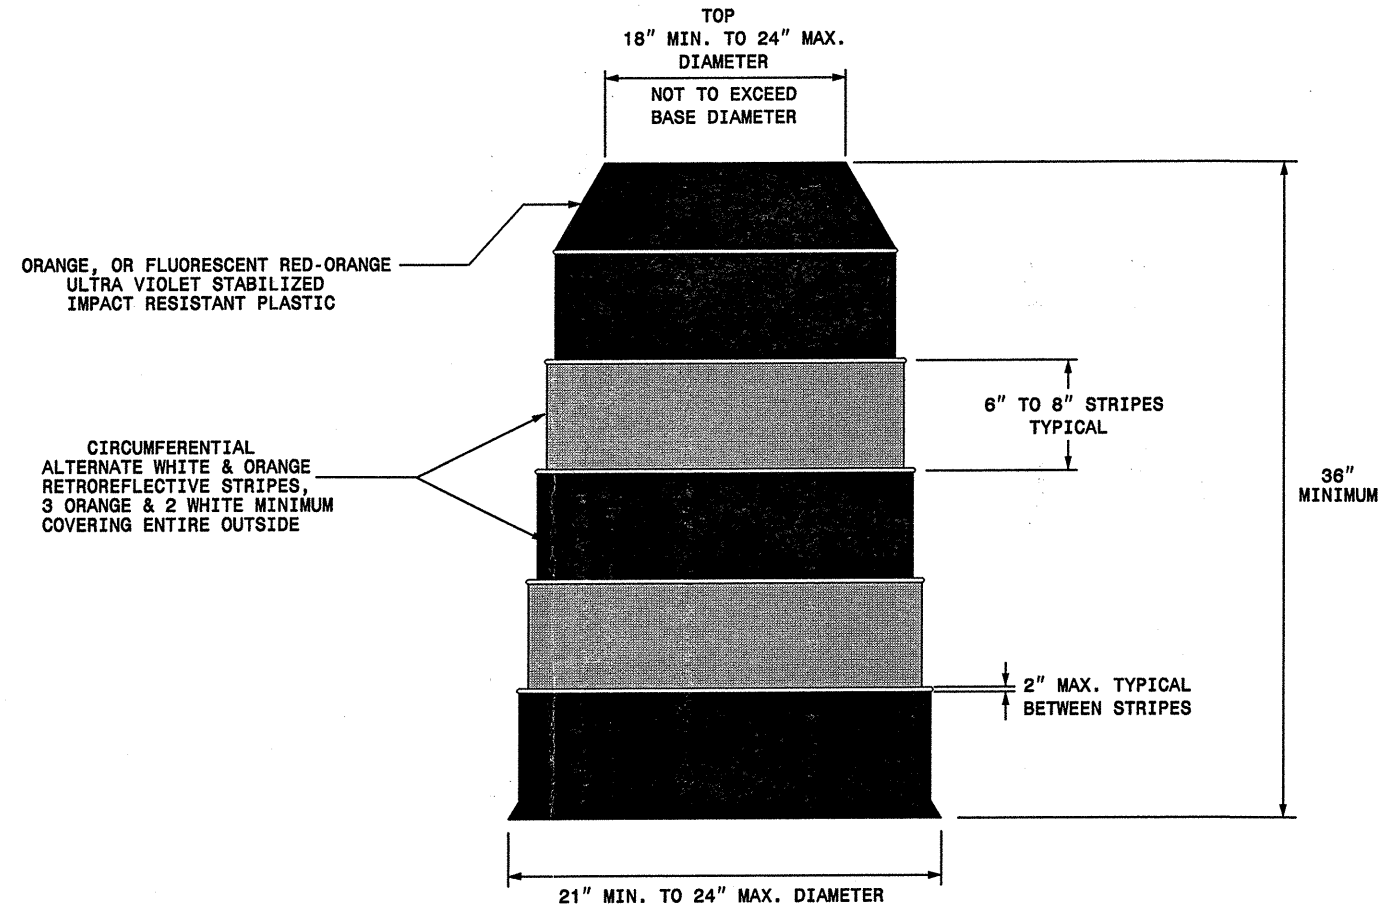 TOP
18" MIN. TO 24" MAX.
DIAMETER
NOT TO EXCEED
BASE DIAMETER
ORANGE, OR FLUORESCENT RED-ORANGE
ULTRA VIOLET STABILIZED
IMPACT RESISTANT PLASTIC
6" TO 8" STRIPES
TYPICAL
CIRCUMFERENTIAL
ALTERNATE WHITE & ORANGE
RETROREFLECTIVE STRIPES,
3 ORANGE & 2 WHITE MINIMUM
COVERING ENTIRE OUTSIDE
36"
MINIMUM
2" MAX. TYPICAL
BETWEEN STRIPES
21" MIN. TO 24" MAX. DIAMETER